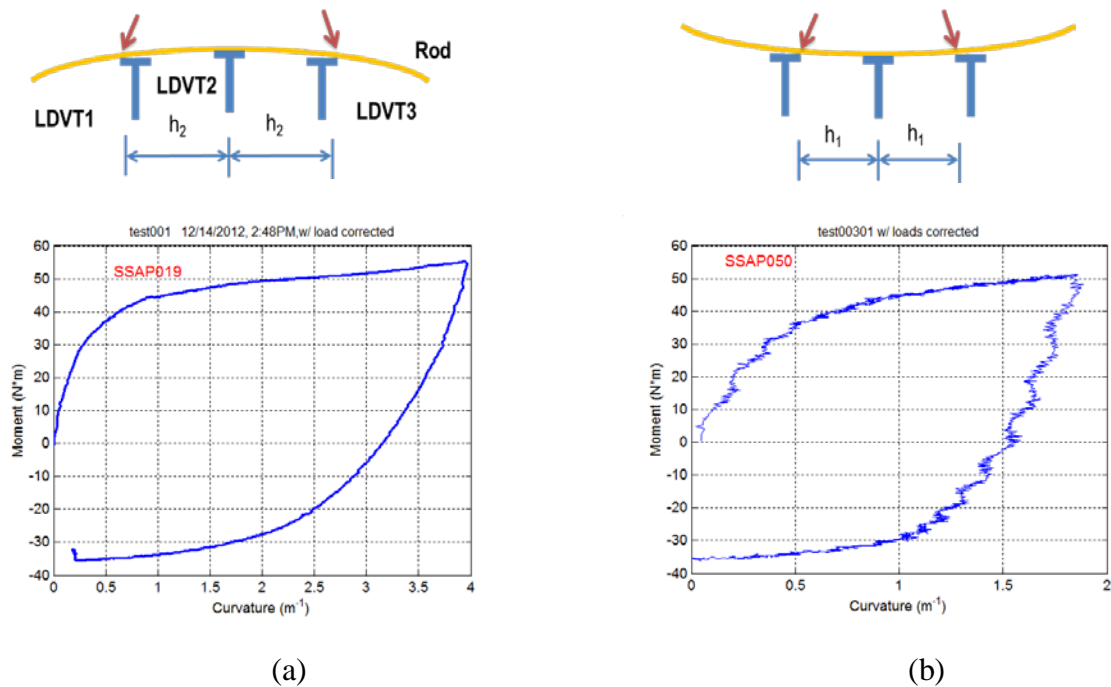 Rod
LDVT2
LDVT1
LDVT3
h2
h2
h1
h1
test001 12/14/2012, 2:48PM,w/ load corrected
SSAP019
60
50
40
30
20
10
0
-10
-20
-30
-40
Moment (N*m)
0
0.5
1
1.5
2
2.5
3
3.5
4
Curvature (m⁻¹)
test00301 w/ loads corrected
SSAP050
60
50
40
30
20
10
0
-10
-20
-30
-40
Moment (N*m)
0
0.5
1
1.5
2
Curvature (m⁻¹)
(a)
(b)